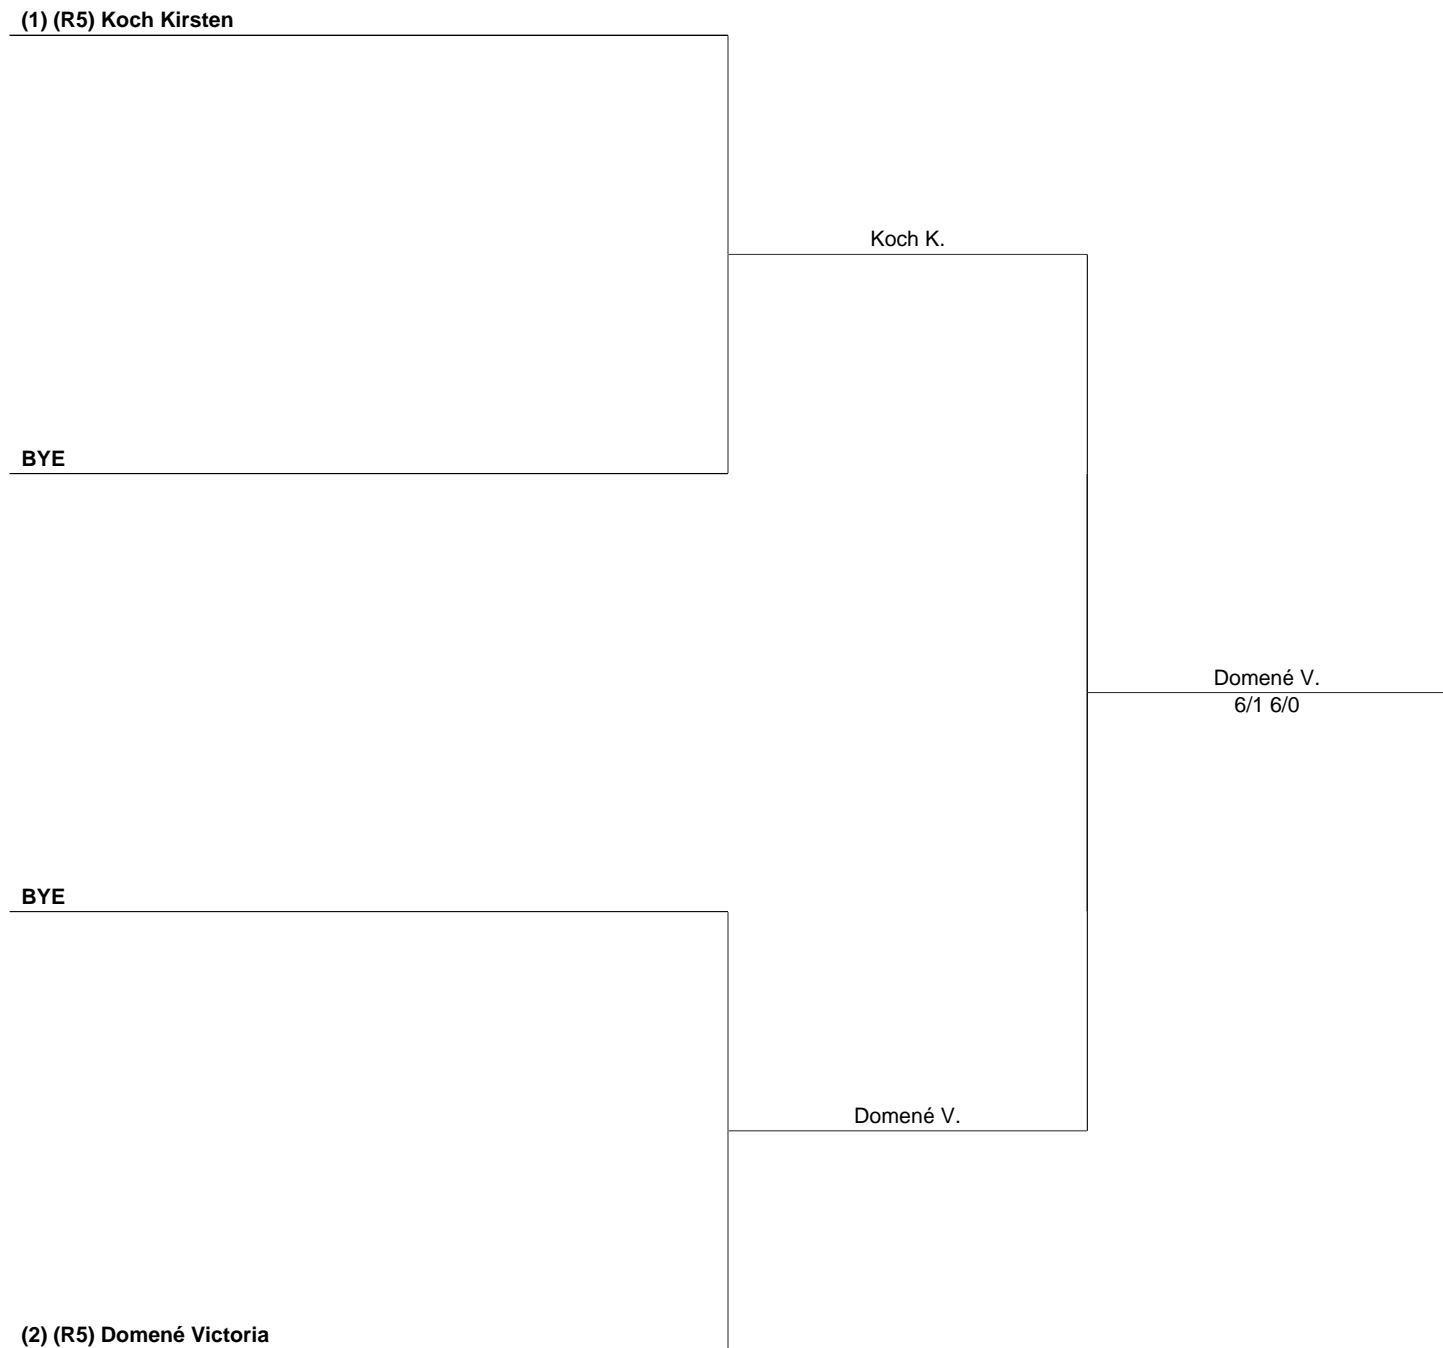 (1) (R5) Koch Kirsten
Koch K.
BYE
Domené V.
6/1 6/0
BYE
Domené V.
(2) (R5) Domené Victoria